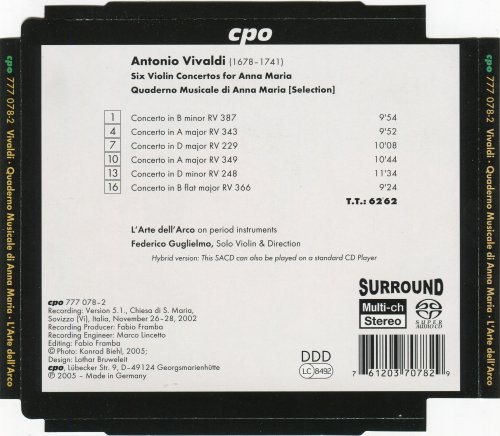 cpo
Antonio Vivaldi (1678–1741)
Six Violin Concertos for Anna Maria
Quaderno Musicale di Anna Maria [Selection]
1 Concerto in B minor RV 387 9'54
4 Concerto in A major RV 343 9'52
7 Concerto in D major RV 229 10'08
10 Concerto in A major RV 349 10'44
13 Concerto in D minor RV 248 11'34
16 Concerto in B flat major RV 366 9'24
T.T.: 62'62
L'Arte dell'Arco on period instruments
Federico Guglielmo, Solo Violin & Direction
Hybrid version: This SACD can also be played on a standard CD Player
cpo 777 078–2
Recording: Version 5.1., Chiesa di S. Maria,
Sovizzo (Vi), Italia, November 26–28, 2002
Recording Producer: Fabio Framba
Recording Engineer: Marco Lincetto
Editing: Fabio Framba
© Photo: Konrad Biehl, 2005;
Design: Lothar Bruweleit
cpo, Lübecker Str. 9, D–49124 Georgsmarienhütte
℗ 2005 – Made in Germany
DDD
LC 8492
SURROUND
Multi-ch
Stereo
SUPER AUDIO CD
7 61203 70782 9
cpo 777 078–2 Vivaldi · Quaderno Musicale di Anna Maria · L'Arte dell'Arco
cpo 777 078–2 Vivaldi · Quaderno Musicale di Anna Maria · L'Arte dell'Arco